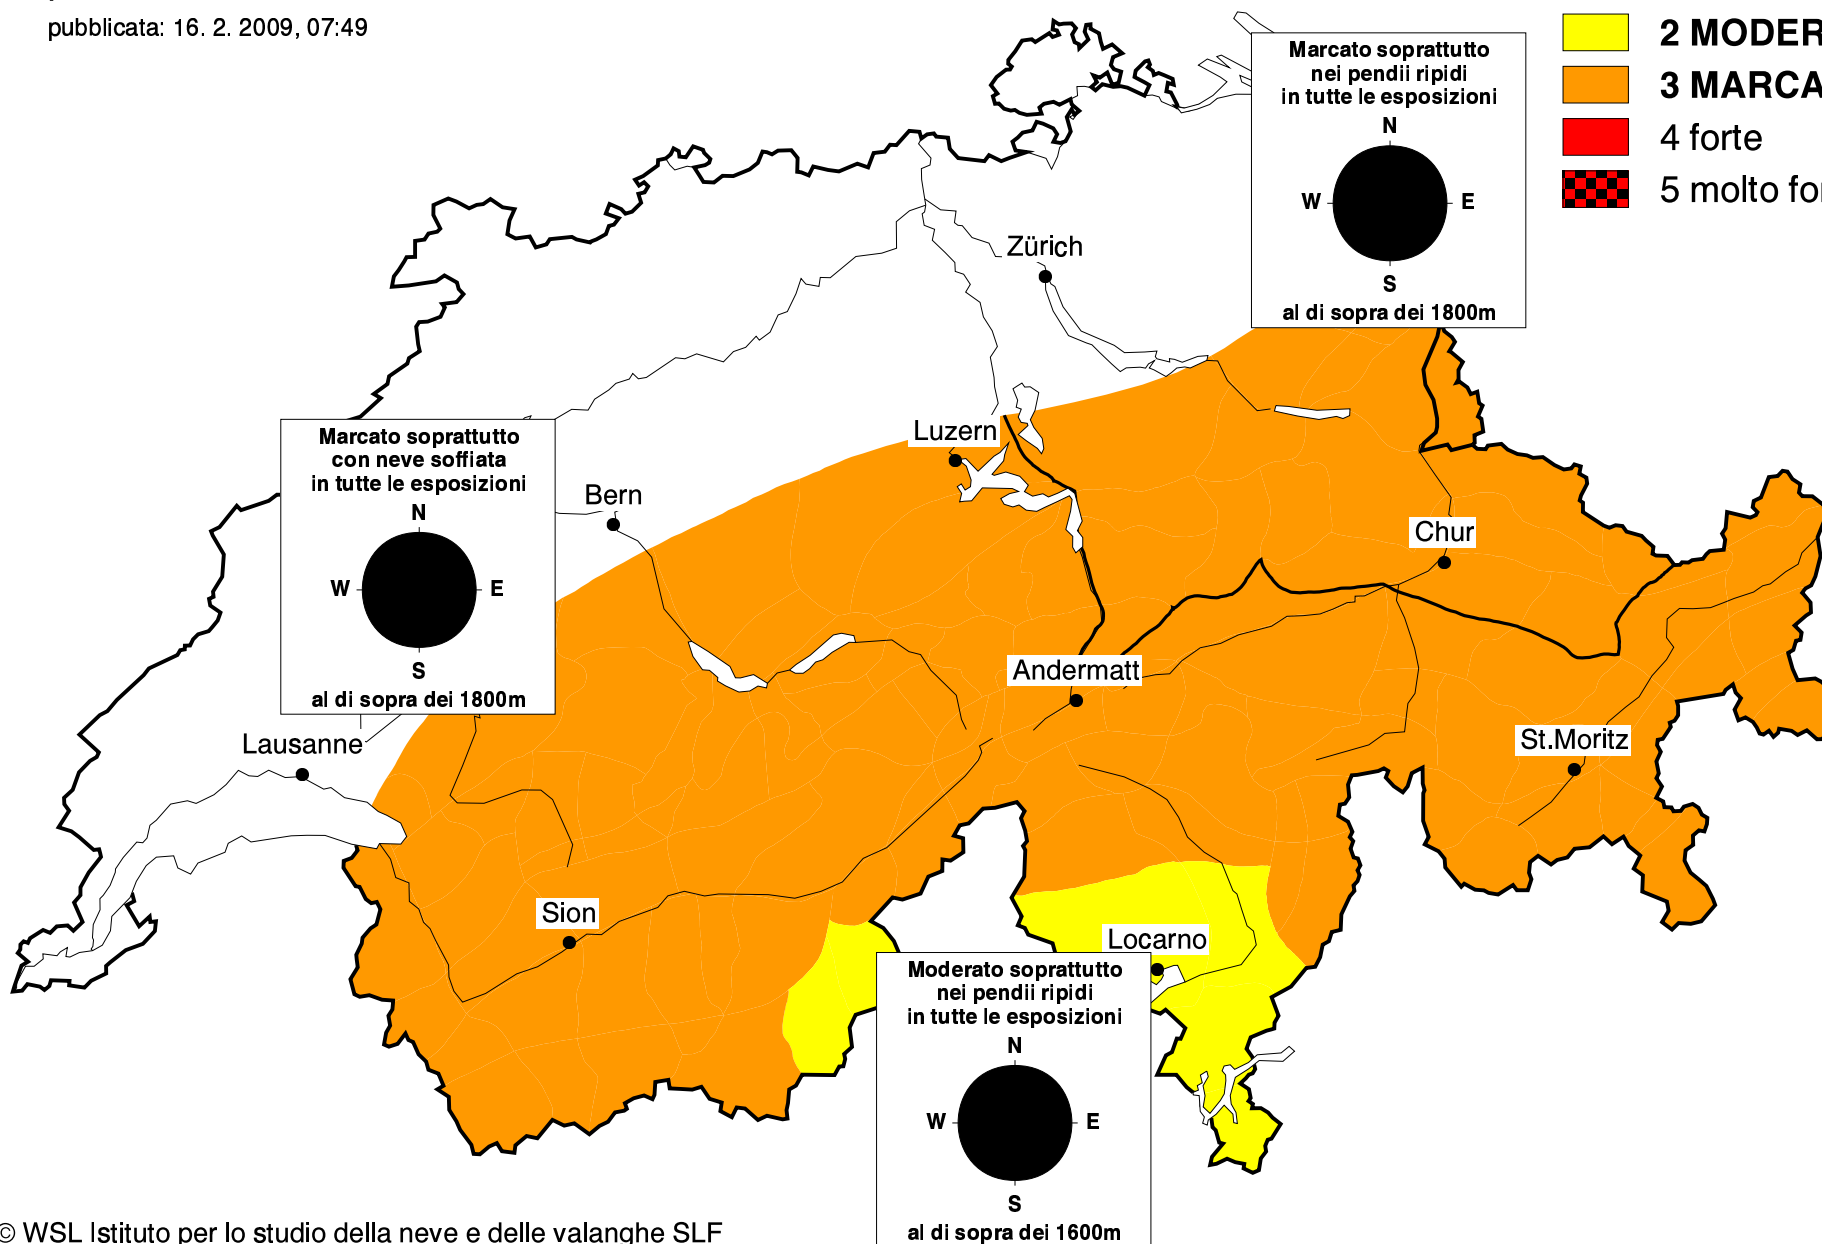 pubblicata: 16. 2. 2009, 07:49
2 MODER
3 MARCA
4 forte
5 molto for
Marcato soprattutto
nei pendii ripidi
in tutte le esposizioni
N
W E
S
al di sopra dei 1800m
Zürich
Luzern
Marcato soprattutto
con neve soffiata
in tutte le esposizioni
N
W E
S
al di sopra dei 1800m
Bern
Chur
Andermatt
Lausanne
St.Moritz
Sion
Locarno
Moderato soprattutto
nei pendii ripidi
in tutte le esposizioni
N
W E
S
al di sopra dei 1600m
© WSL Istituto per lo studio della neve e delle valanghe SLF